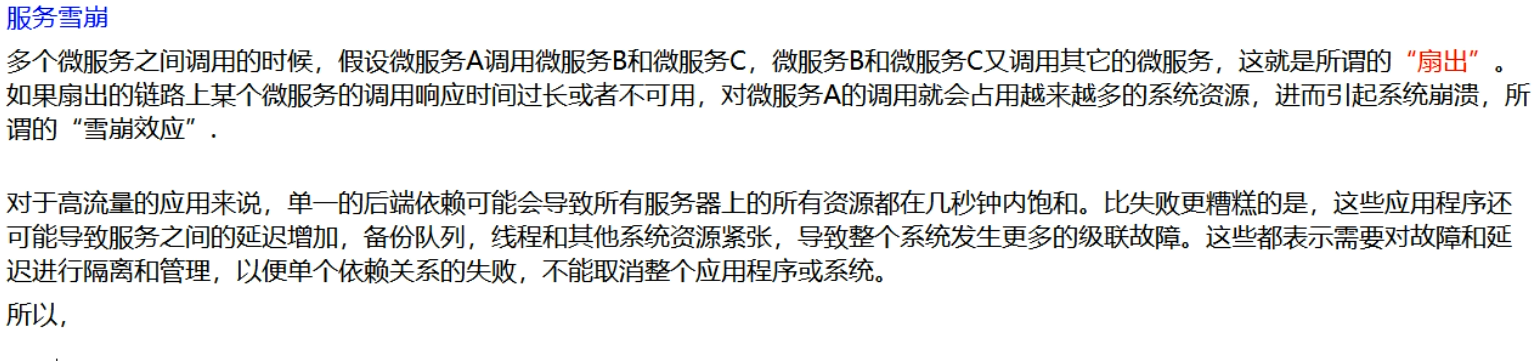 服务雪崩
多个微服务之间调用的时候，假设微服务A调用微服务B和微服务C，微服务B和微服务C又调用其它的微服务，这就是所谓的“扇出”。
如果扇出的链路上某个微服务的调用响应时间过长或者不可用，对微服务A的调用就会占用越来越多的系统资源，进而引起系统崩溃，所
谓的“雪崩效应”.
对于高流量的应用来说，单一的后端依赖可能会导致所有服务器上的所有资源都在几秒钟内饱和。比失败更糟糕的是，这些应用程序还
可能导致服务之间的延迟增加，备份队列，线程和其他系统资源紧张，导致整个系统发生更多的级联故障。这些都表示需要对故障和延
迟进行隔离和管理，以便单个依赖关系的失败，不能取消整个应用程序或系统。
所以，